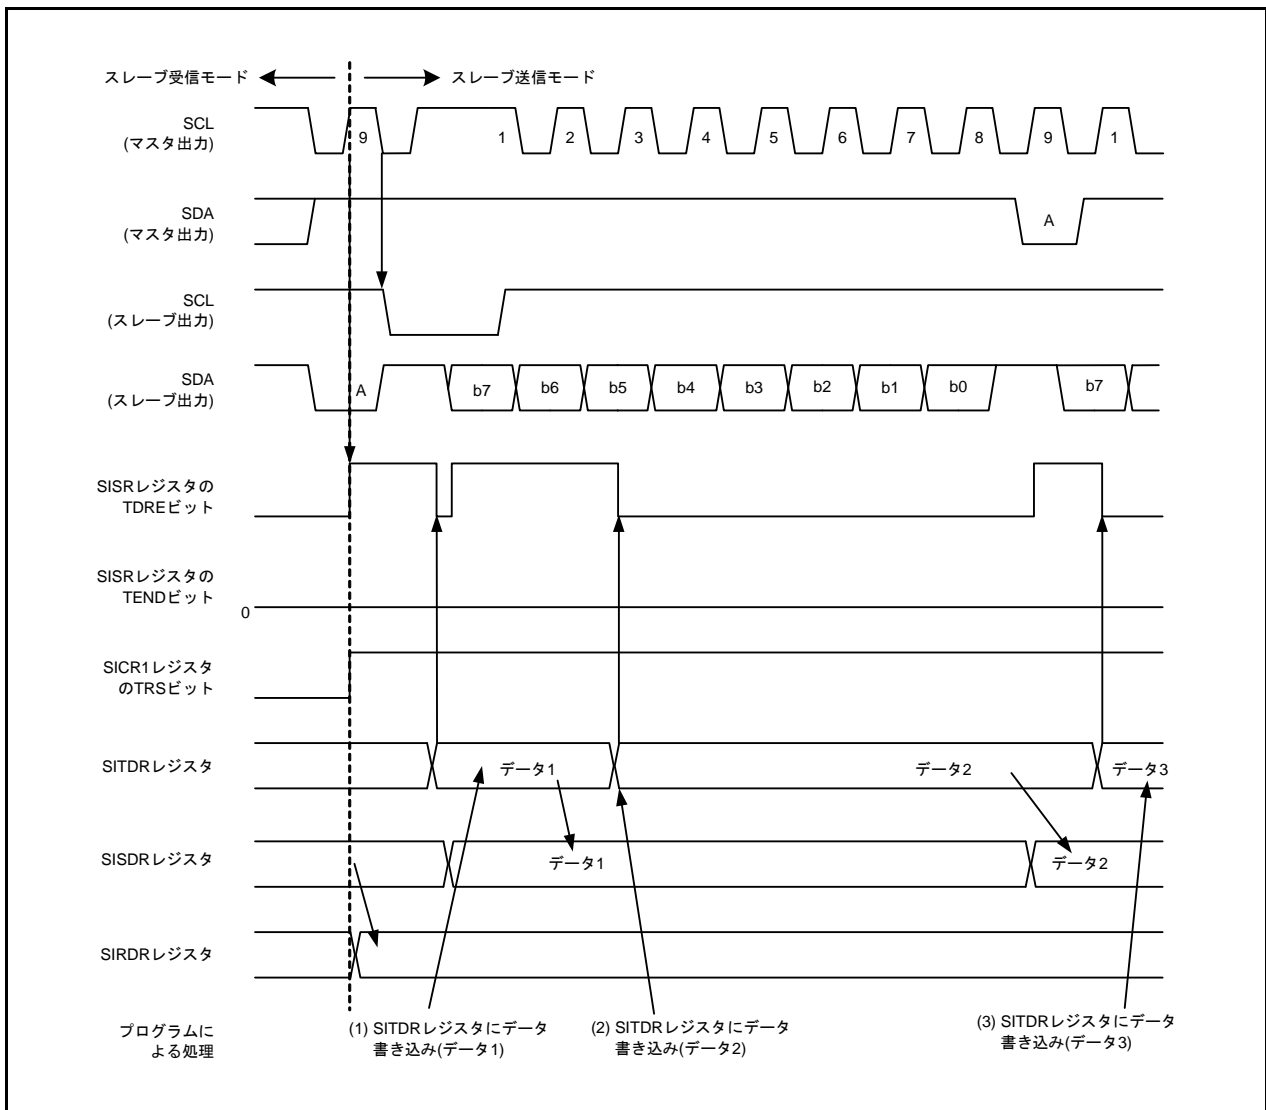 スレーブ受信モード
スレーブ送信モード
SCL
(マスタ出力)
9 1 2 3 4 5 6 7 8 9 1
SDA
(マスタ出力)
A
SCL
(スレーブ出力)
SDA
(スレーブ出力)
A b7 b6 b5 b4 b3 b2 b1 b0 b7
SISRレジスタの
TDREビット
SISRレジスタの
TENDビット
0
SICR1レジスタ
のTRSビット
SITDRレジスタ
データ1 データ2 データ3
SISDRレジスタ
データ1 データ2
SIRDRレジスタ
プログラムに
よる処理
(1) SITDRレジスタにデータ
書き込み(データ1)
(2) SITDRレジスタにデータ
書き込み(データ2)
(3) SITDRレジスタにデータ
書き込み(データ3)